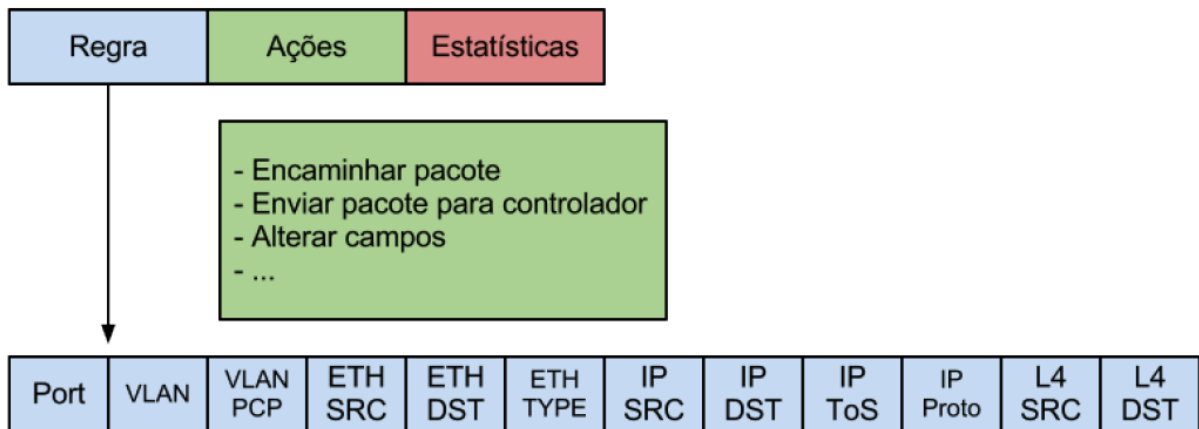 Regra Ações Estatísticas
- Encaminhar pacote
- Enviar pacote para controlador
- Alterar campos
- ...
Port VLAN VLAN PCP ETH SRC ETH DST ETH TYPE IP SRC IP DST IP ToS IP Proto L4 SRC L4 DST